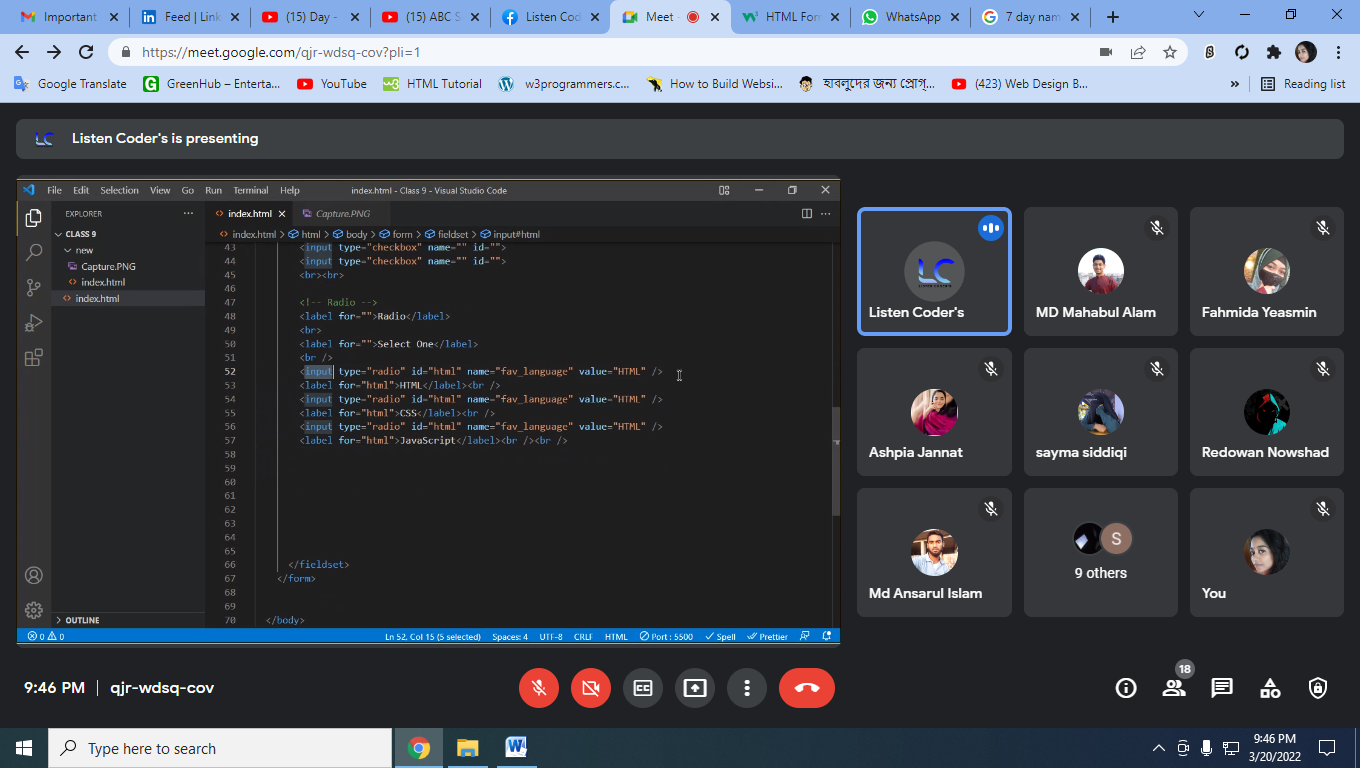 Important
Feed | Link
(15) Day -
(15) ABC S
Listen Cod
Meet
HTML For
WhatsApp
7 day nam
https://meet.google.com/qjr-wdsq-cov?pli=1
Google Translate
GreenHub – Enterta...
YouTube
HTML Tutorial
w3programmers.c...
How to Build Websi...
হাবলুদের জন্য প্রোগ্...
(423) Web Design B...
»
Reading list
LC
Listen Coder's is presenting
File Edit Selection View Go Run Terminal Help
index.html - Class 9 - Visual Studio Code
EXPLORER
index.html
Capture.PNG
CLASS 9
index.html > html > body > form > fieldset > input#html
new
Capture.PNG
index.html
index.html
43 <input type="checkbox" name="" id="">
44 <input type="checkbox" name="" id="">
45 <br><br>
46
47 <!-- Radio -->
48 <label for="">Radio</label>
49 <br>
50 <label for="">Select One</label>
51 <br />
52 <input type="radio" id="html" name="fav_language" value="HTML" />
53 <label for="html">HTML</label><br />
54 <input type="radio" id="html" name="fav_language" value="HTML" />
55 <label for="html">CSS</label><br />
56 <input type="radio" id="html" name="fav_language" value="HTML" />
57 <label for="html">JavaScript</label><br /><br />
58
59
60
61
62
63
64
65
66 </fieldset>
67 </form>
68
69
70 </body>
OUTLINE
0 0
Ln 52, Col 15 (5 selected) Spaces: 4 UTF-8 CRLF HTML Port : 5500 Spell Prettier
LC
Listen Coder's
MD Mahabul Alam
Fahmida Yeasmin
Ashpia Jannat
sayma siddiqi
Redowan Nowshad
Md Ansarul Islam
S
9 others
You
9:46 PM | qjr-wdsq-cov
18
Type here to search
9:46 PM
3/20/2022